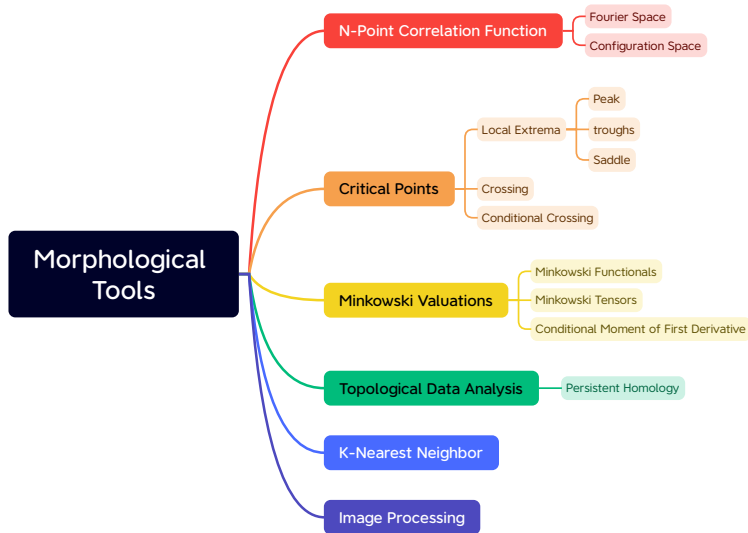 Morphological
Tools
N-Point Correlation Function
Fourier Space
Configuration Space
Critical Points
Local Extrema
Peak
troughs
Saddle
Crossing
Conditional Crossing
Minkowski Valuations
Minkowski Functionals
Minkowski Tensors
Conditional Moment of First Derivative
Topological Data Analysis
Persistent Homology
K-Nearest Neighbor
Image Processing